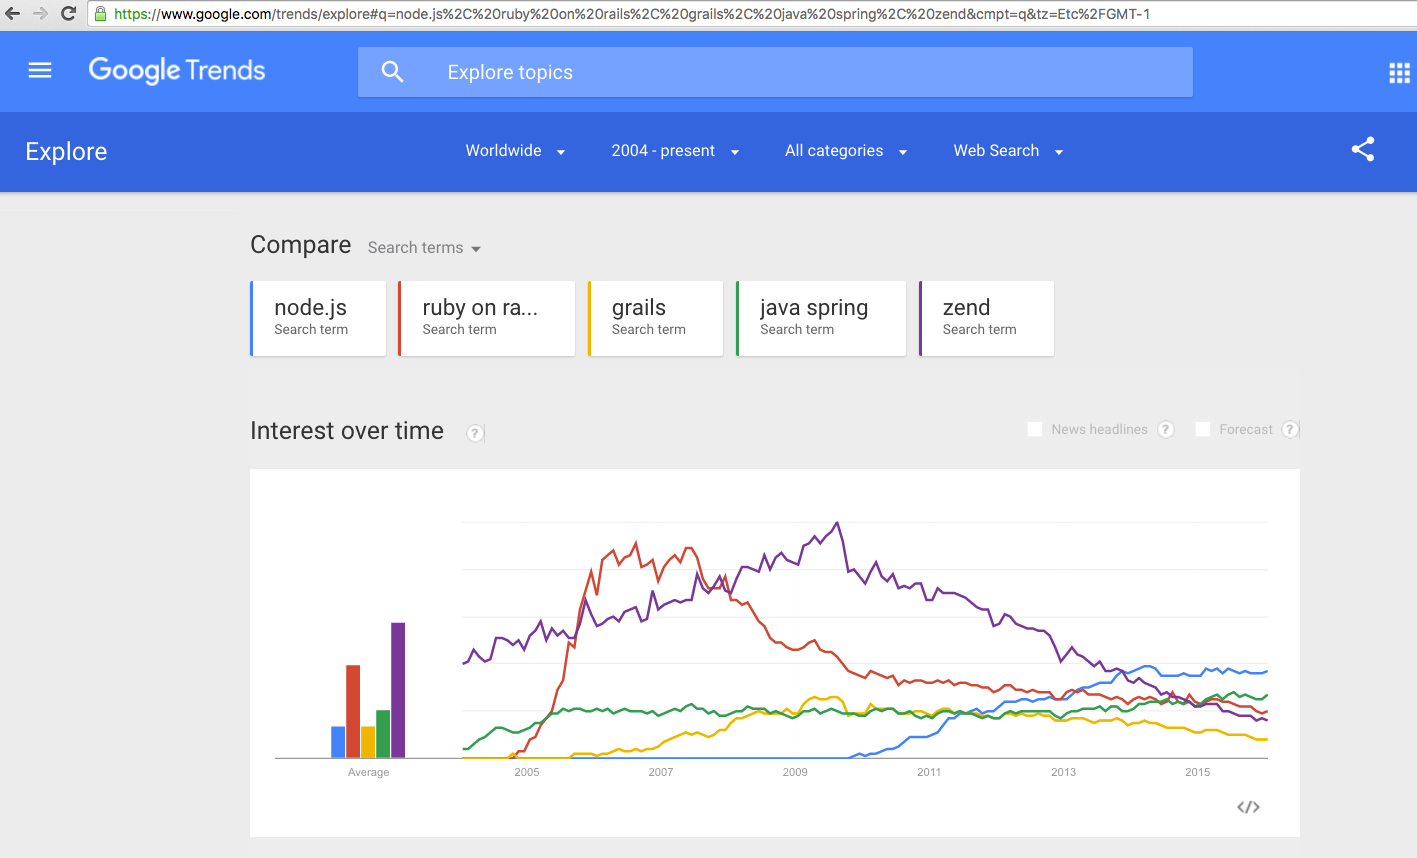 https://www.google.com/trends/explore#q=node.js%2C%20ruby%20on%20rails%2C%20grails%2C%20java%20spring%2C%20zend&cmpt=q&tz=Etc%2FGMT-1
Google Trends Explore topics
Explore Worldwide 2004 - present All categories Web Search
Compare Search terms
node.js ruby on ra... grails java spring zend
Search term Search term Search term Search term Search term
Interest over time ? News headlines ? Forecast ?
Average 2005 2007 2009 2011 2013 2015
</>